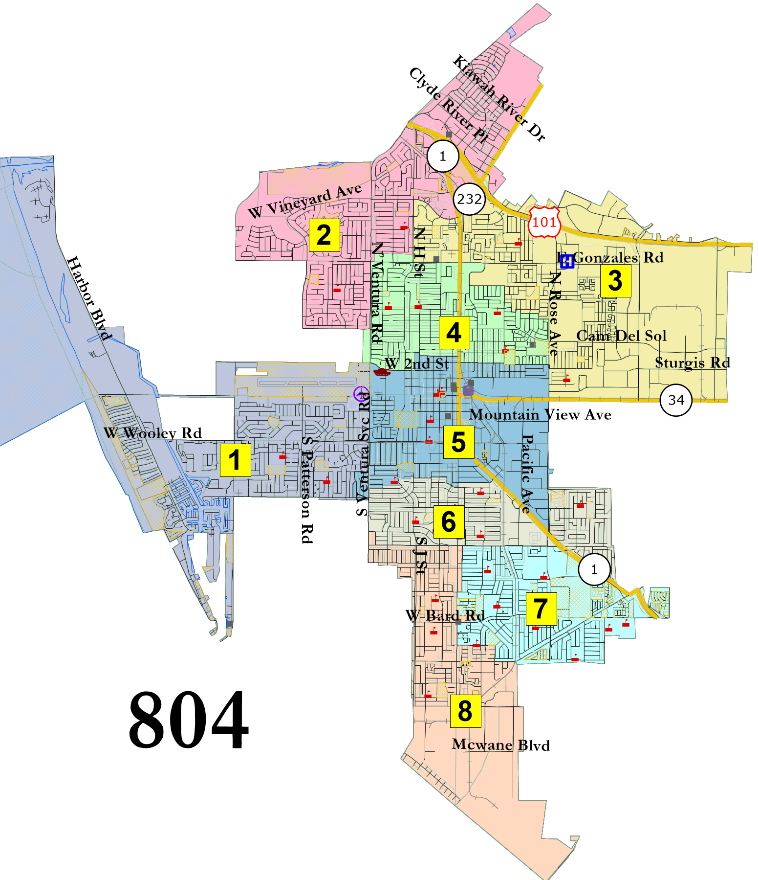 Kiawah River Dr
Clyde River Pl
1
232
101
W Vineyard Ave
2
N H St
N Ventura Rd
Gonzales Rd
H
3
N Rose Ave
Harbor Blvd
4
Cam Del Sol
W 2nd St
Sturgis Rd
34
Mountain View Ave
W Wooley Rd
1
S Patterson Rd
S Ventura
Rd
5
Pacific Ave
6
S J St
1
W Bard Rd
7
804
8
Mcwane Blvd